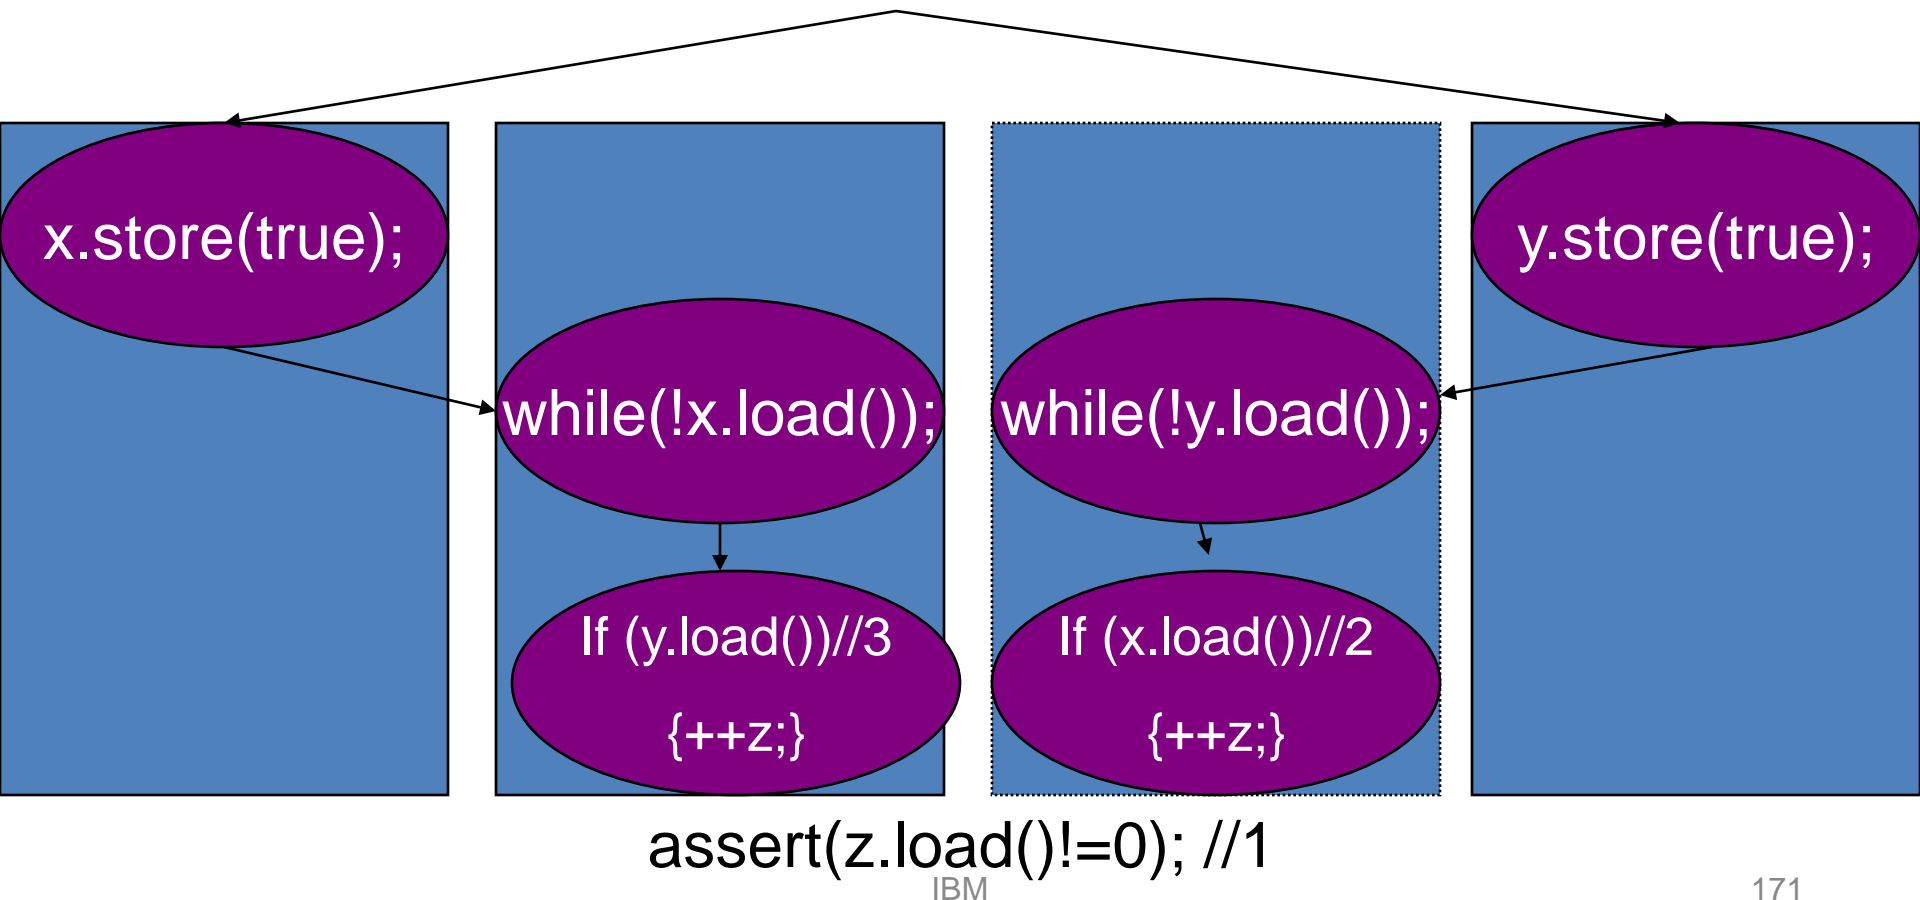 x.store(true);
y.store(true);
while(!x.load());
while(!y.load());
If (y.load())//3
{++z;}
If (x.load())//2
{++z;}
assert(z.load()!=0); //1
IBM
171